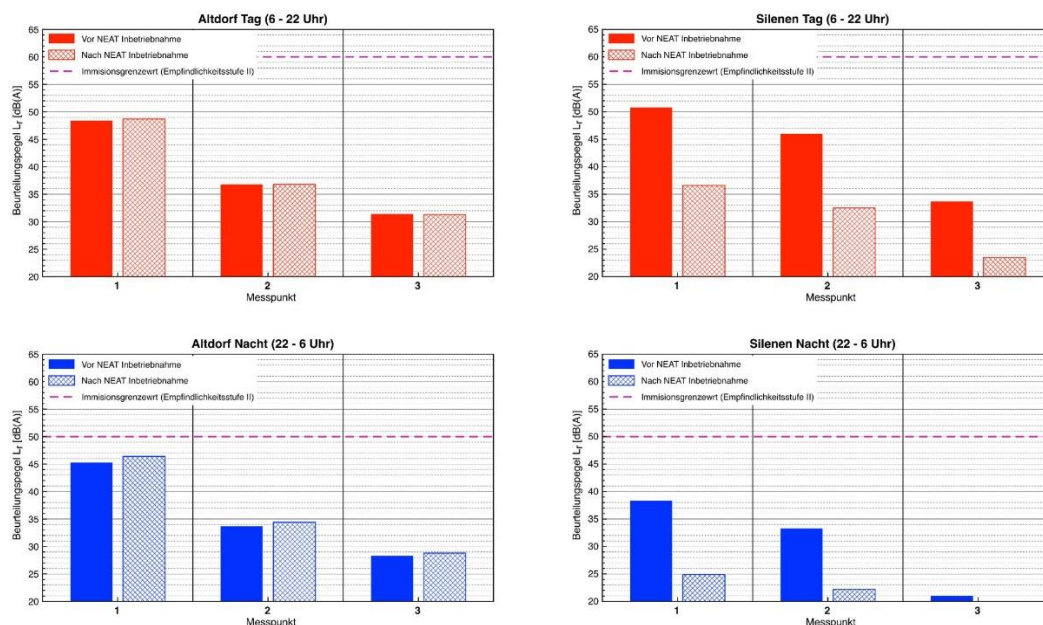 Altdorf Tag (6 - 22 Uhr)
65
60
55
50
45
40
35
30
25
20
Beurteilungspegel Lr [dB(A)]
Vor NEAT Inbetriebnahme
Nach NEAT Inbetriebnahme
Immisionsgrenzewrt (Empfindlichkeitsstufe II)
1 2 3
Messpunkt
Silenen Tag (6 - 22 Uhr)
65
60
55
50
45
40
35
30
25
20
Beurteilungspegel Lr [dB(A)]
Vor NEAT Inbetriebnahme
Nach NEAT Inbetriebnahme
Immisionsgrenzewrt (Empfindlichkeitsstufe II)
1 2 3
Messpunkt
Altdorf Nacht (22 - 6 Uhr)
65
60
55
50
45
40
35
30
25
20
Beurteilungspegel Lr [dB(A)]
Vor NEAT Inbetriebnahme
Nach NEAT Inbetriebnahme
Immisionsgrenzewrt (Empfindlichkeitsstufe II)
1 2 3
Messpunkt
Silenen Nacht (22 - 6 Uhr)
65
60
55
50
45
40
35
30
25
20
Beurteilungspegel Lr [dB(A)]
Vor NEAT Inbetriebnahme
Nach NEAT Inbetriebnahme
Immisionsgrenzewrt (Empfindlichkeitsstufe II)
1 2 3
Messpunkt